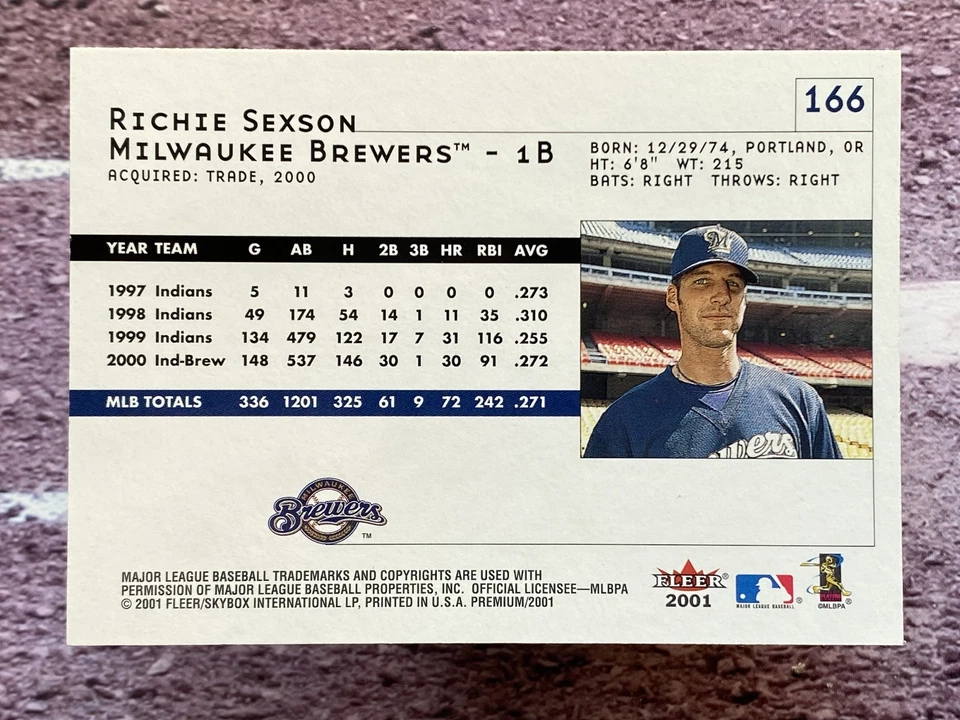 166
RICHIE SEXSON
MILWAUKEE BREWERS™ - 1B
ACQUIRED: TRADE, 2000
BORN: 12/29/74, PORTLAND, OR
HT: 6'8" WT: 215
BATS: RIGHT THROWS: RIGHT
YEAR TEAM G AB H 2B 3B HR RBI AVG
1997 Indians 5 11 3 0 0 0 0 .273
1998 Indians 49 174 54 14 1 11 35 .310
1999 Indians 134 479 122 17 7 31 116 .255
2000 Ind-Brew 148 537 146 30 1 30 91 .272
MLB TOTALS 336 1201 325 61 9 72 242 .271
M
MILWAUKEE
Brewers
TM
MAJOR LEAGUE BASEBALL TRADEMARKS AND COPYRIGHTS ARE USED WITH
PERMISSION OF MAJOR LEAGUE BASEBALL PROPERTIES, INC. OFFICIAL LICENSEE—MLBPA
© 2001 FLEER/SKYBOX INTERNATIONAL LP, PRINTED IN U.S.A. PREMIUM/2001
FLEER®
2001
MAJOR LEAGUE BASEBALL ®
PLAYERS
©MLBPA